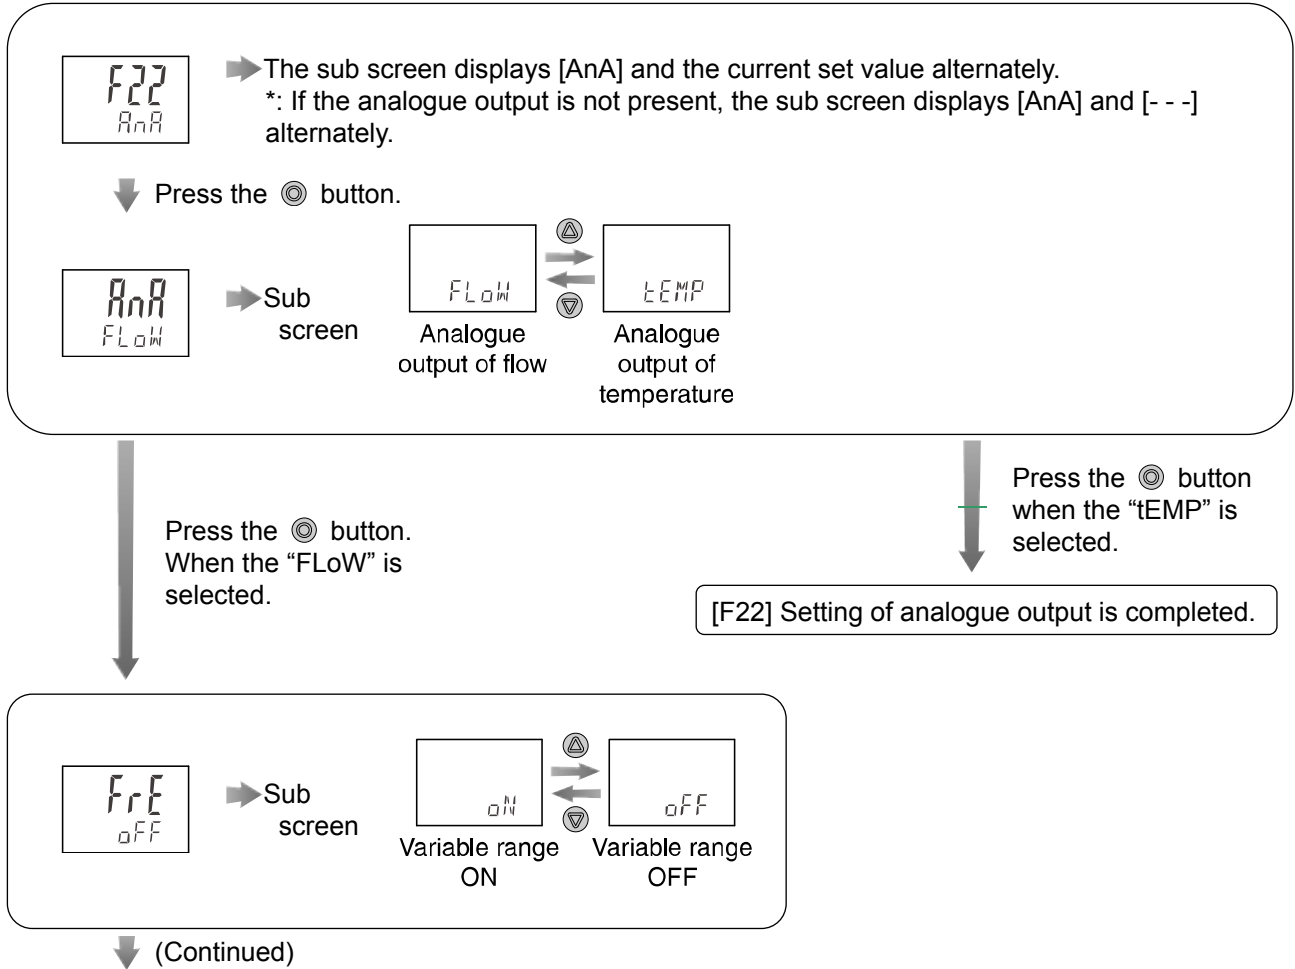 F22
AnA
The sub screen displays [AnA] and the current set value alternately.
*: If the analogue output is not present, the sub screen displays [AnA] and [- - -]
alternately.
Press the button.
AnA
FLoW
Sub
screen
FLoW
tEMP
Analogue
output of flow
Analogue
output of
temperature
Press the button.
When the “FLoW” is
selected.
Press the button
when the “tEMP” is
selected.
[F22] Setting of analogue output is completed.
FrE
oFF
Sub
screen
oN
oFF
Variable range
ON
Variable range
OFF
(Continued)